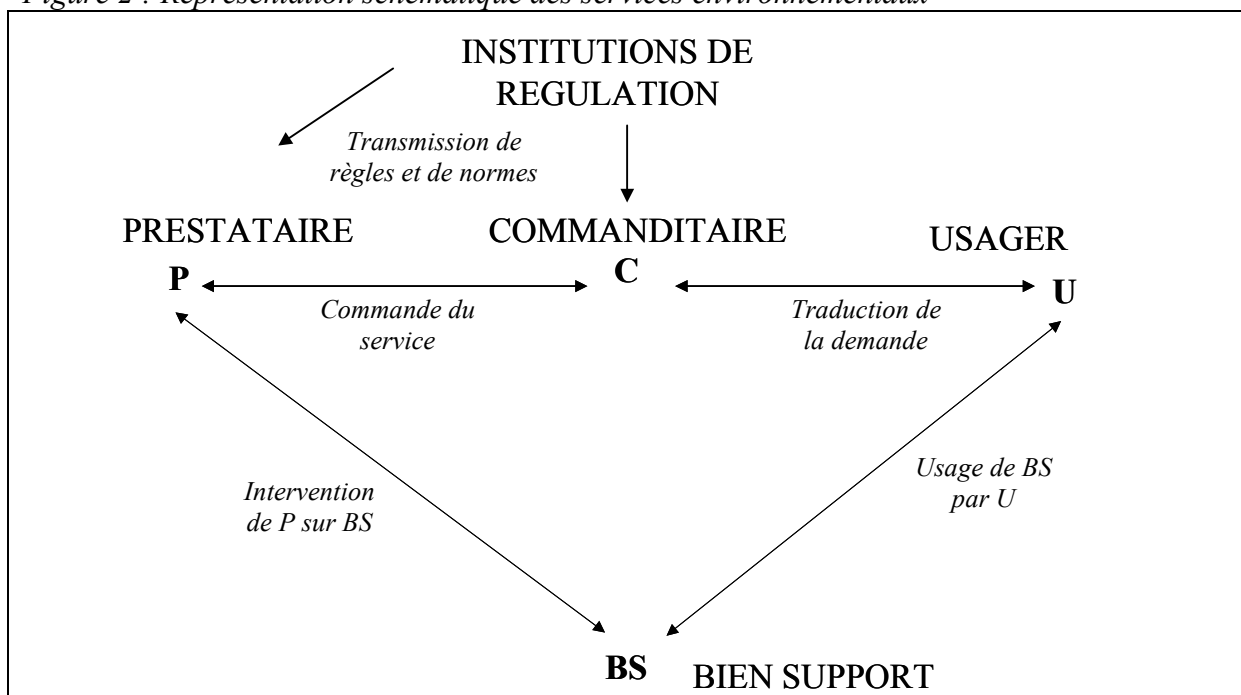 Figure 2 : Représentation schématique des services environnementaux
INSTITUTIONS DE
REGULATION
Transmission de
règles et de normes
PRESTATAIRE
COMMANDITAIRE
USAGER
P
C
U
Commande du
service
Traduction de
la demande
Intervention
de P sur BS
Usage de BS
par U
BS
BIEN SUPPORT